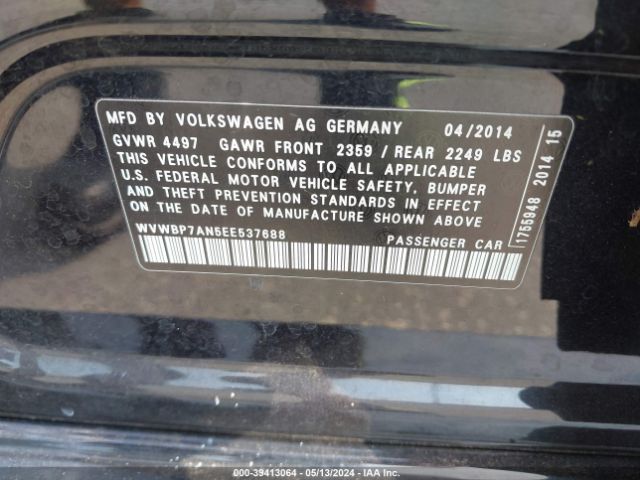 MFD BY VOLKSWAGEN AG GERMANY 04/2014
GVWR 4497 GAWR FRONT 2359 / REAR 2249 LBS
THIS VEHICLE CONFORMS TO ALL APPLICABLE
U.S. FEDERAL MOTOR VEHICLE SAFETY, BUMPER
AND THEFT PREVENTION STANDARDS IN EFFECT
ON THE DATE OF MANUFACTURE SHOWN ABOVE
WVWBP7AN5EE537688 PASSENGER CAR
1755948 2014 15
000-39413064 - 05/13/2024 - IAA Inc.